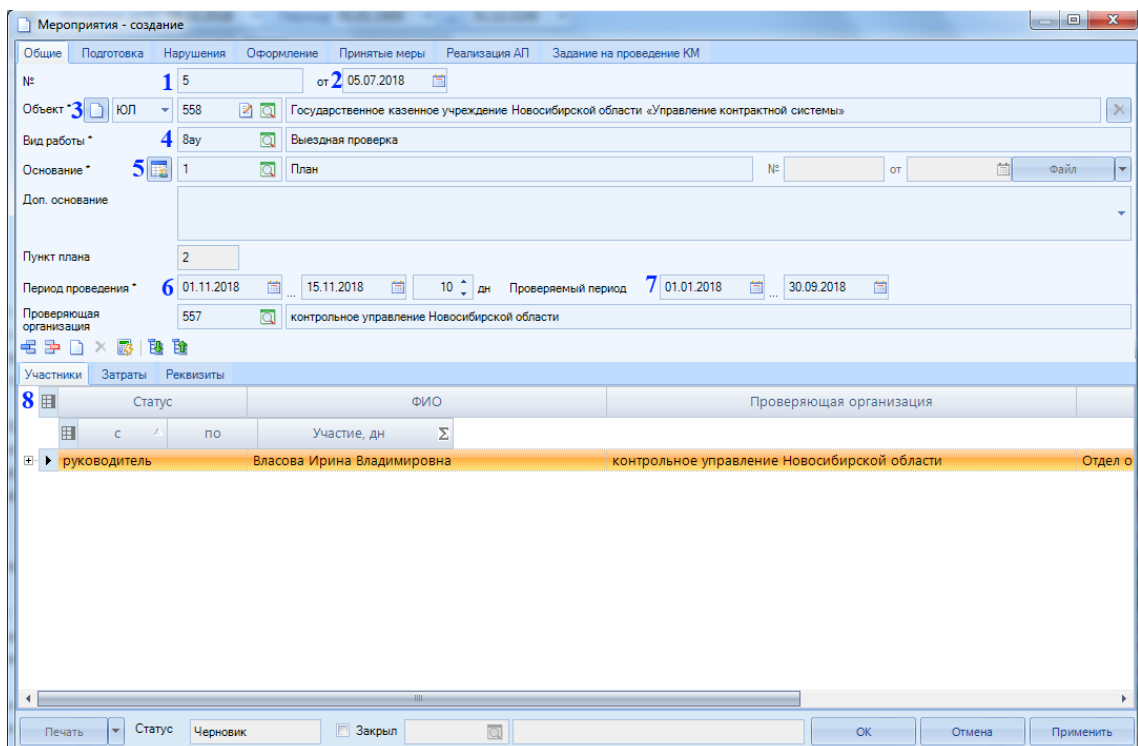 Мероприятия - создание
Общие Подготовка Нарушения Оформление Принятые меры Реализация АП Задание на проведение КМ
№ 1 5 от 2 05.07.2018
Объект * 3 ЮЛ 558 Государственное казенное учреждение Новосибирской области «Управление контрактной системы»
Вид работы * 4 8ау Выездная проверка
Основание * 5 1 План № от Файл
Доп. основание
Пункт плана 2
Период проведения * 6 01.11.2018 ... 15.11.2018 10 дн Проверяемый период 7 01.01.2018 ... 30.09.2018
Проверяющая организация 557 контрольное управление Новосибирской области
Участники Затраты Реквизиты
8 Статус ФИО Проверяющая организация
с по Участие, дн Σ
руководитель Власова Ирина Владимировна контрольное управление Новосибирской области Отдел о
Печать Статус Черновик Закрыл ОК Отмена Применить